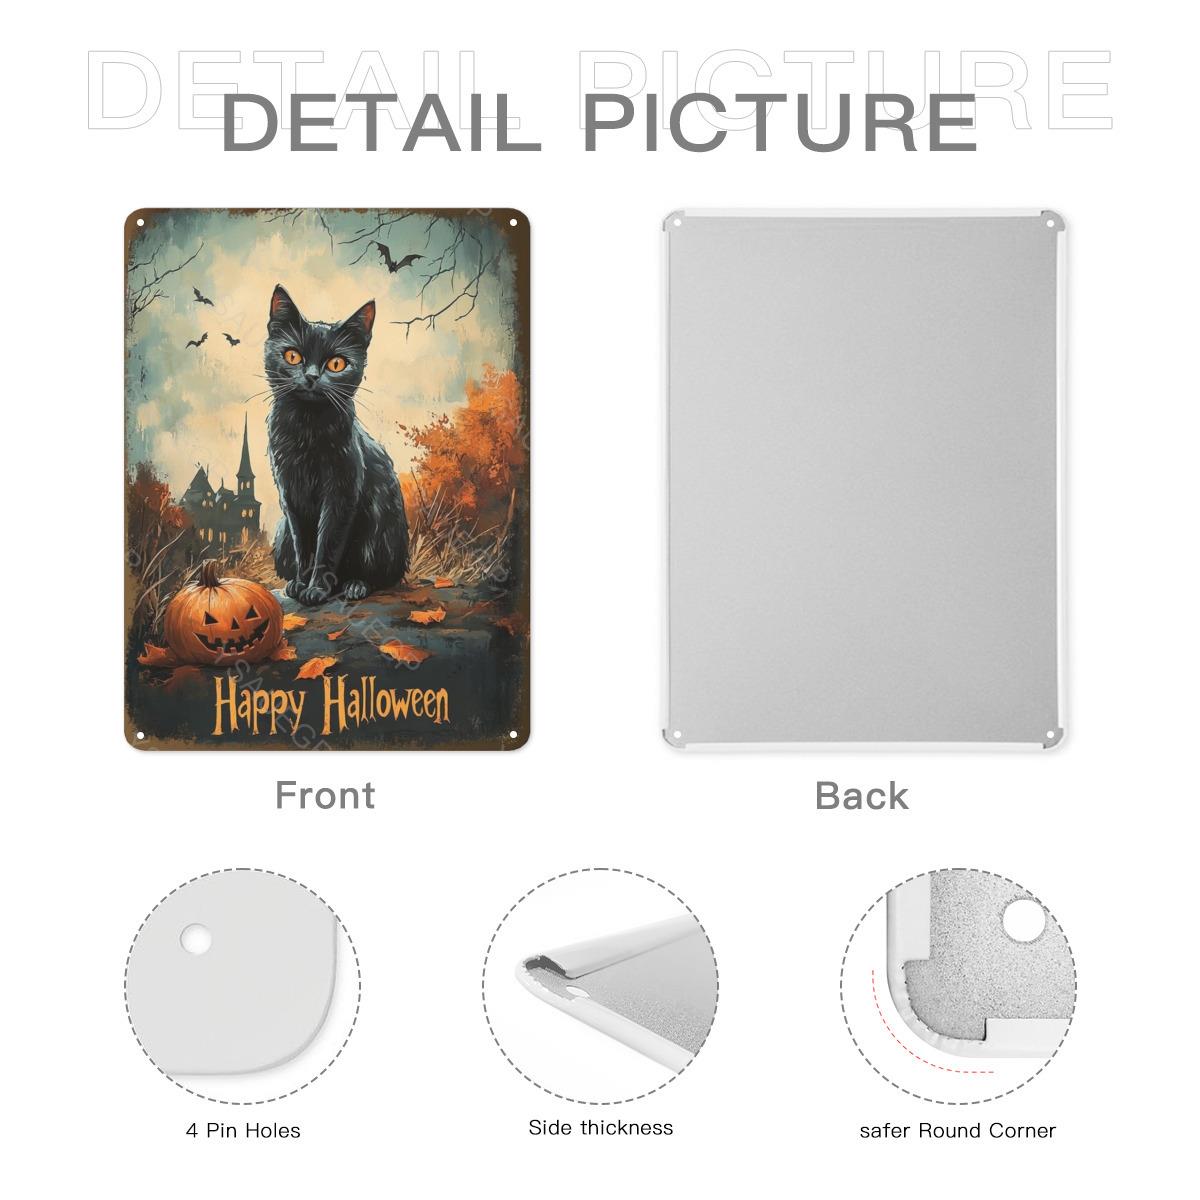 DETAIL PICTURE
DETAIL PICTURE
Happy Halloween
Front
Back
4 Pin Holes
Side thickness
safer Round Corner